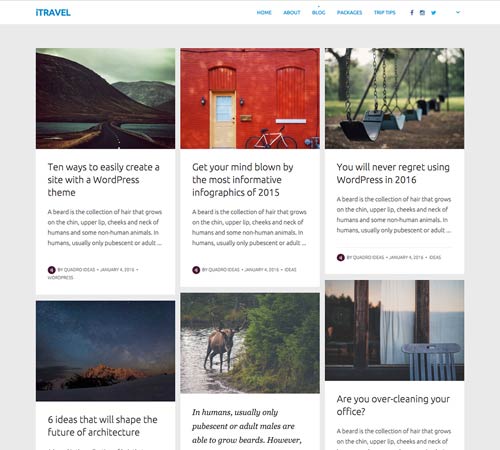 iTRAVEL
HOME ABOUT BLOG PACKAGES TRIP TIPS
Ten ways to easily create a
site with a WordPress
theme
A beard is the collection of hair that grows
on the chin, upper lip, cheeks and neck of
humans and some non-human animals. In
humans, usually only pubescent or adult ...
BY QUADRO IDEAS • JANUARY 4, 2016 •
WORDPRESS
Get your mind blown by
the most informative
infographics of 2015
A beard is the collection of hair that grows
on the chin, upper lip, cheeks and neck of
humans and some non-human animals. In
humans, usually only pubescent or adult ...
BY QUADRO IDEAS • JANUARY 4, 2016 • IDEAS
You will never regret using
WordPress in 2016
A beard is the collection of hair that grows
on the chin, upper lip, cheeks and neck of
humans and some non-human animals. In
humans, usually only pubescent or adult ...
BY QUADRO IDEAS • JANUARY 4, 2016 • IDEAS
6 ideas that will shape the
future of architecture
In humans, usually only
pubescent or adult males are
able to grow beards. However,
Are you over-cleaning your
office?
A beard is the collection of hair that grows
on the chin, upper lip, cheeks and neck of